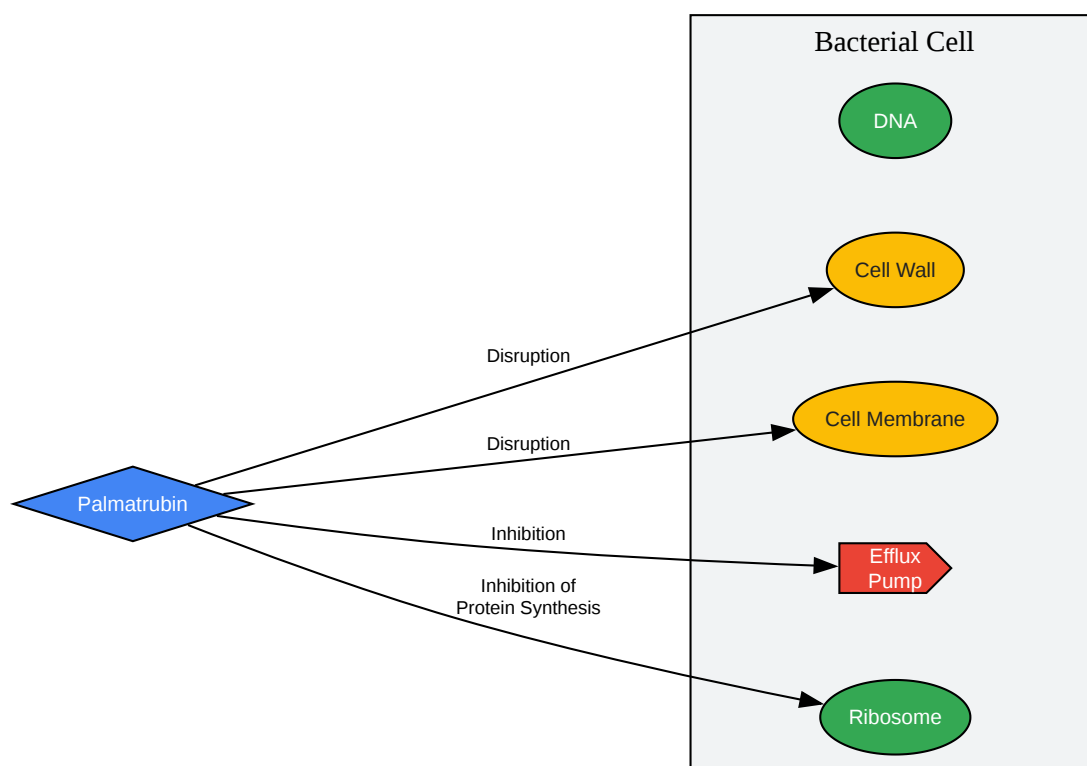 Bacterial Cell
DNA
Cell Wall
Disruption
Cell Membrane
Disruption
Palmatrubin
Inhibition
Efflux
Pump
Inhibition of
Protein Synthesis
Ribosome